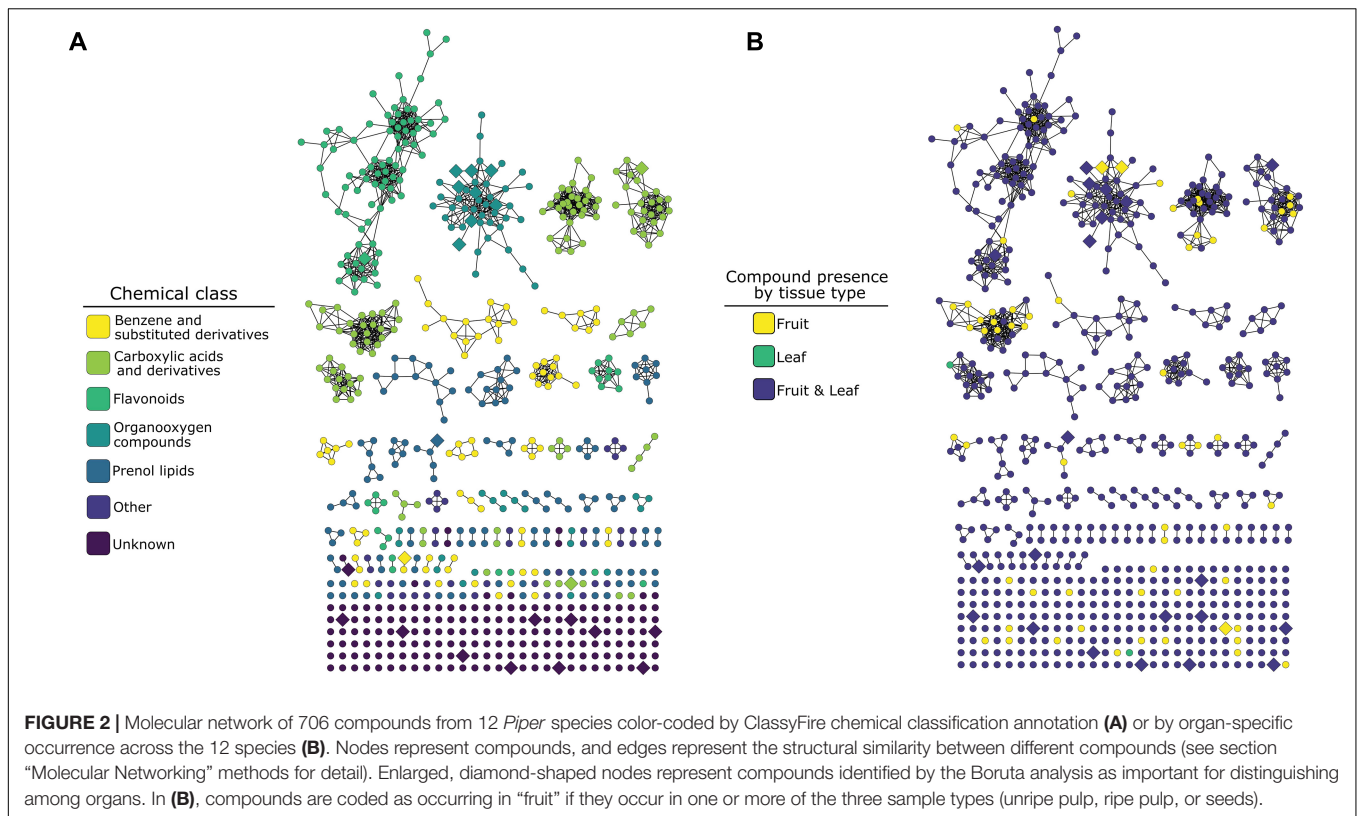 A
B
Chemical class
Benzene and
substituted derivatives
Carboxylic acids
and derivatives
Flavonoids
Organooxygen
compounds
Prenol lipids
Other
Unknown
Compound presence
by tissue type
Fruit
Leaf
Fruit & Leaf
FIGURE 2 | Molecular network of 706 compounds from 12 Piper species color-coded by ClassyFire chemical classification annotation (A) or by organ-specific
occurrence across the 12 species (B). Nodes represent compounds, and edges represent the structural similarity between different compounds (see section
“Molecular Networking” methods for detail). Enlarged, diamond-shaped nodes represent compounds identified by the Boruta analysis as important for distinguishing
among organs. In (B), compounds are coded as occurring in “fruit” if they occur in one or more of the three sample types (unripe pulp, ripe pulp, or seeds).